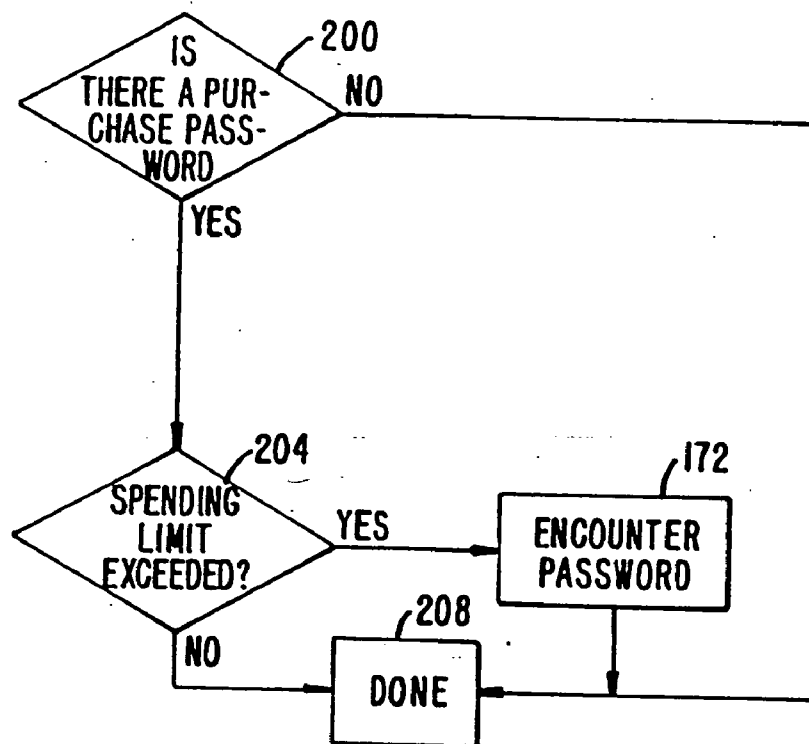 200
IS
THERE A PUR-
CHASE PASS-
WORD
NO
YES
204
SPENDING
LIMIT
EXCEEDED?
YES
NO
172
ENCOUNTER
PASSWORD
208
DONE